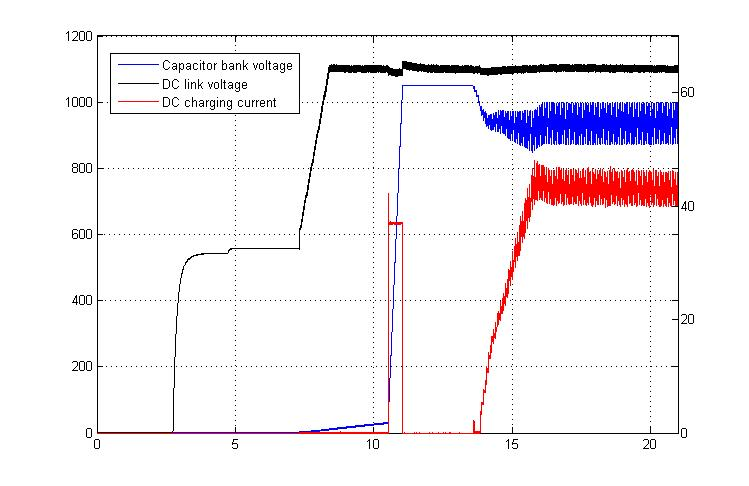 1200
1000
800
600
400
200
0
Capacitor bank voltage
DC link voltage
DC charging current
60
40
20
0
0 5 10 15 20